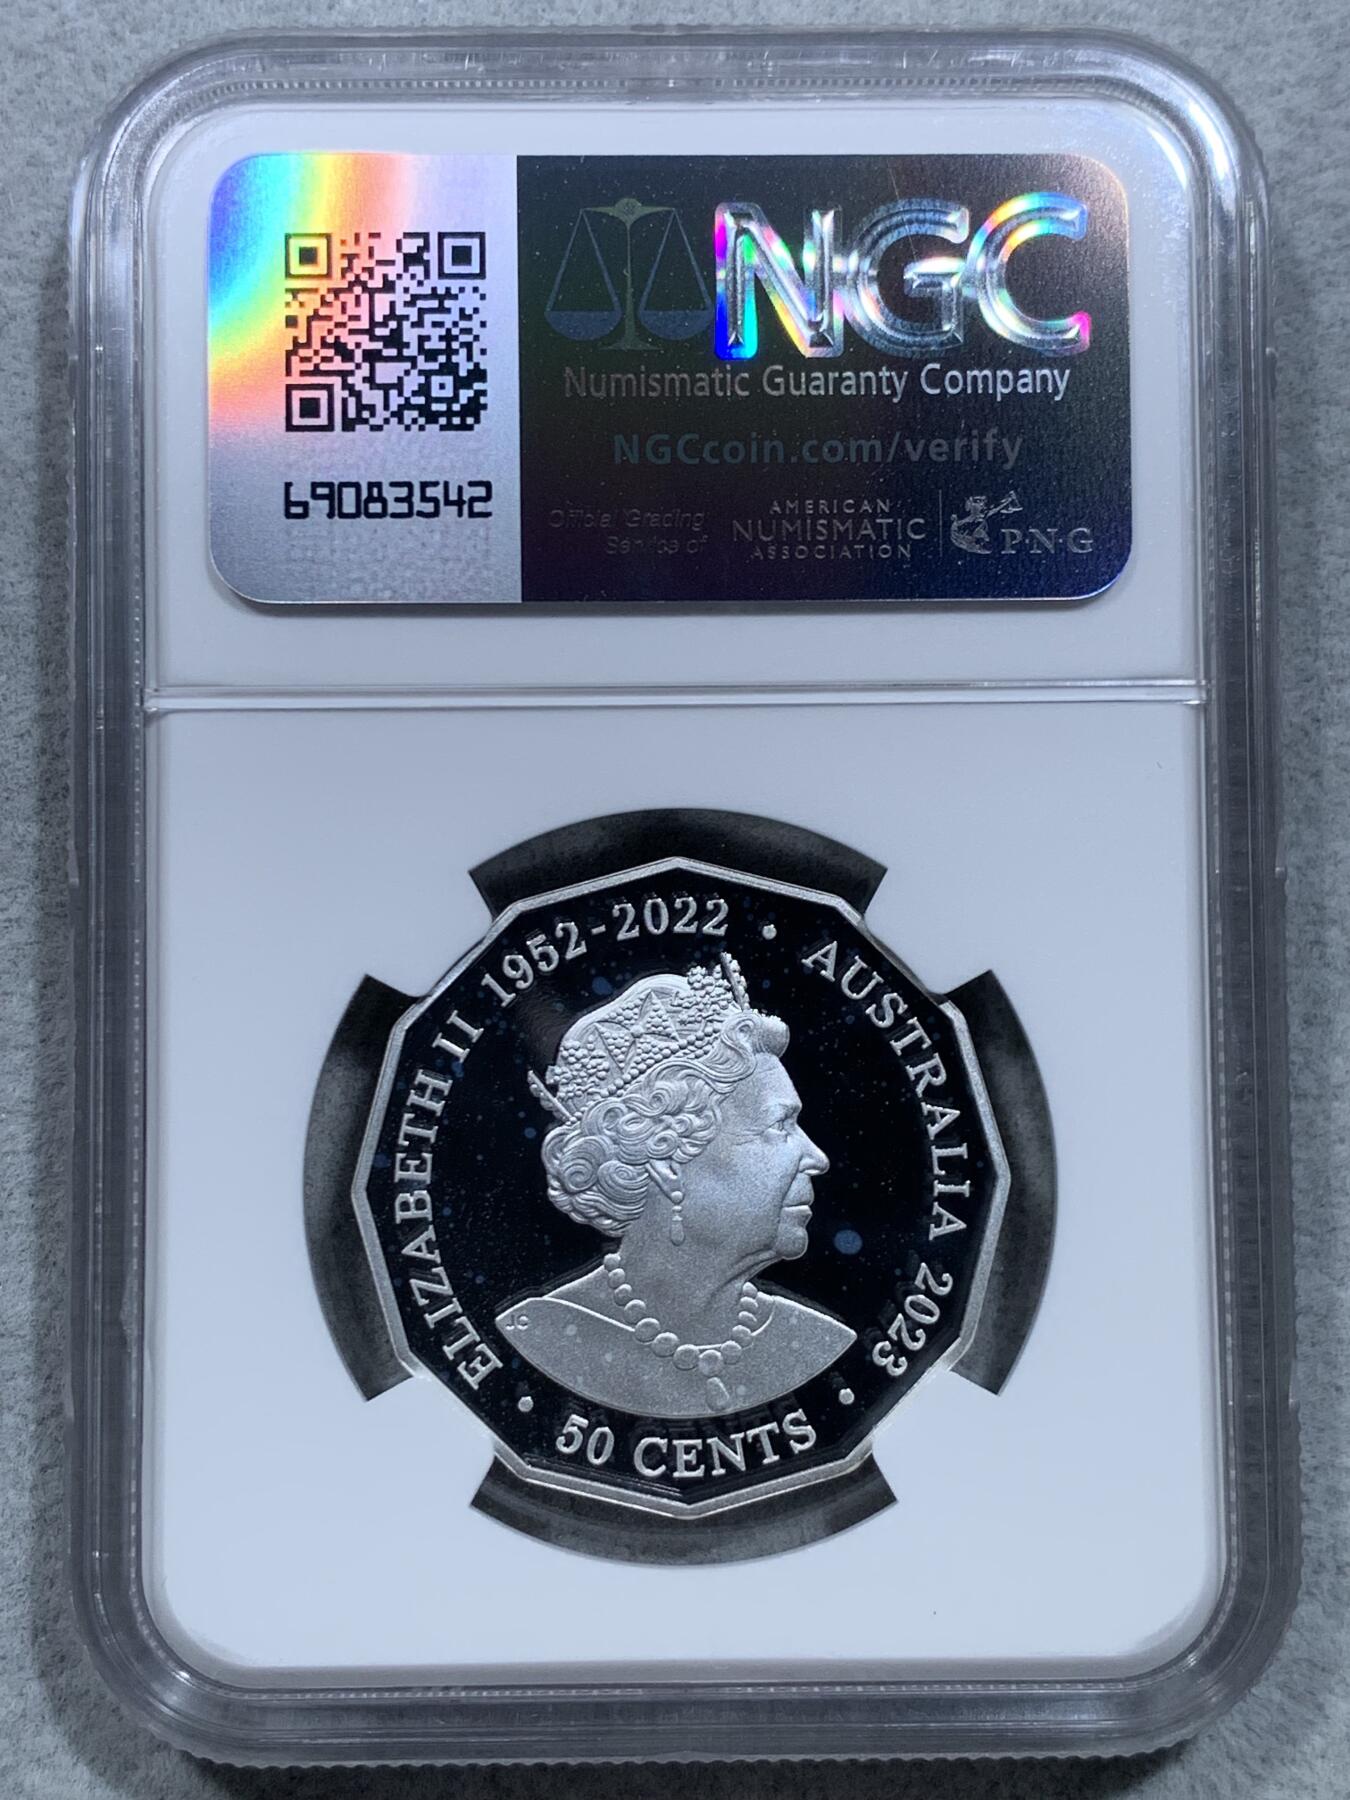 NGC
Numismatic Guaranty Company
NGCcoin.com/verify
69083542
Official Grading
Service of
AMERICAN
NUMISMATIC
ASSOCIATION
P·N·G
ELIZABETH II 1952-2022 • AUSTRALIA 2023 •
JC
50 CENTS •